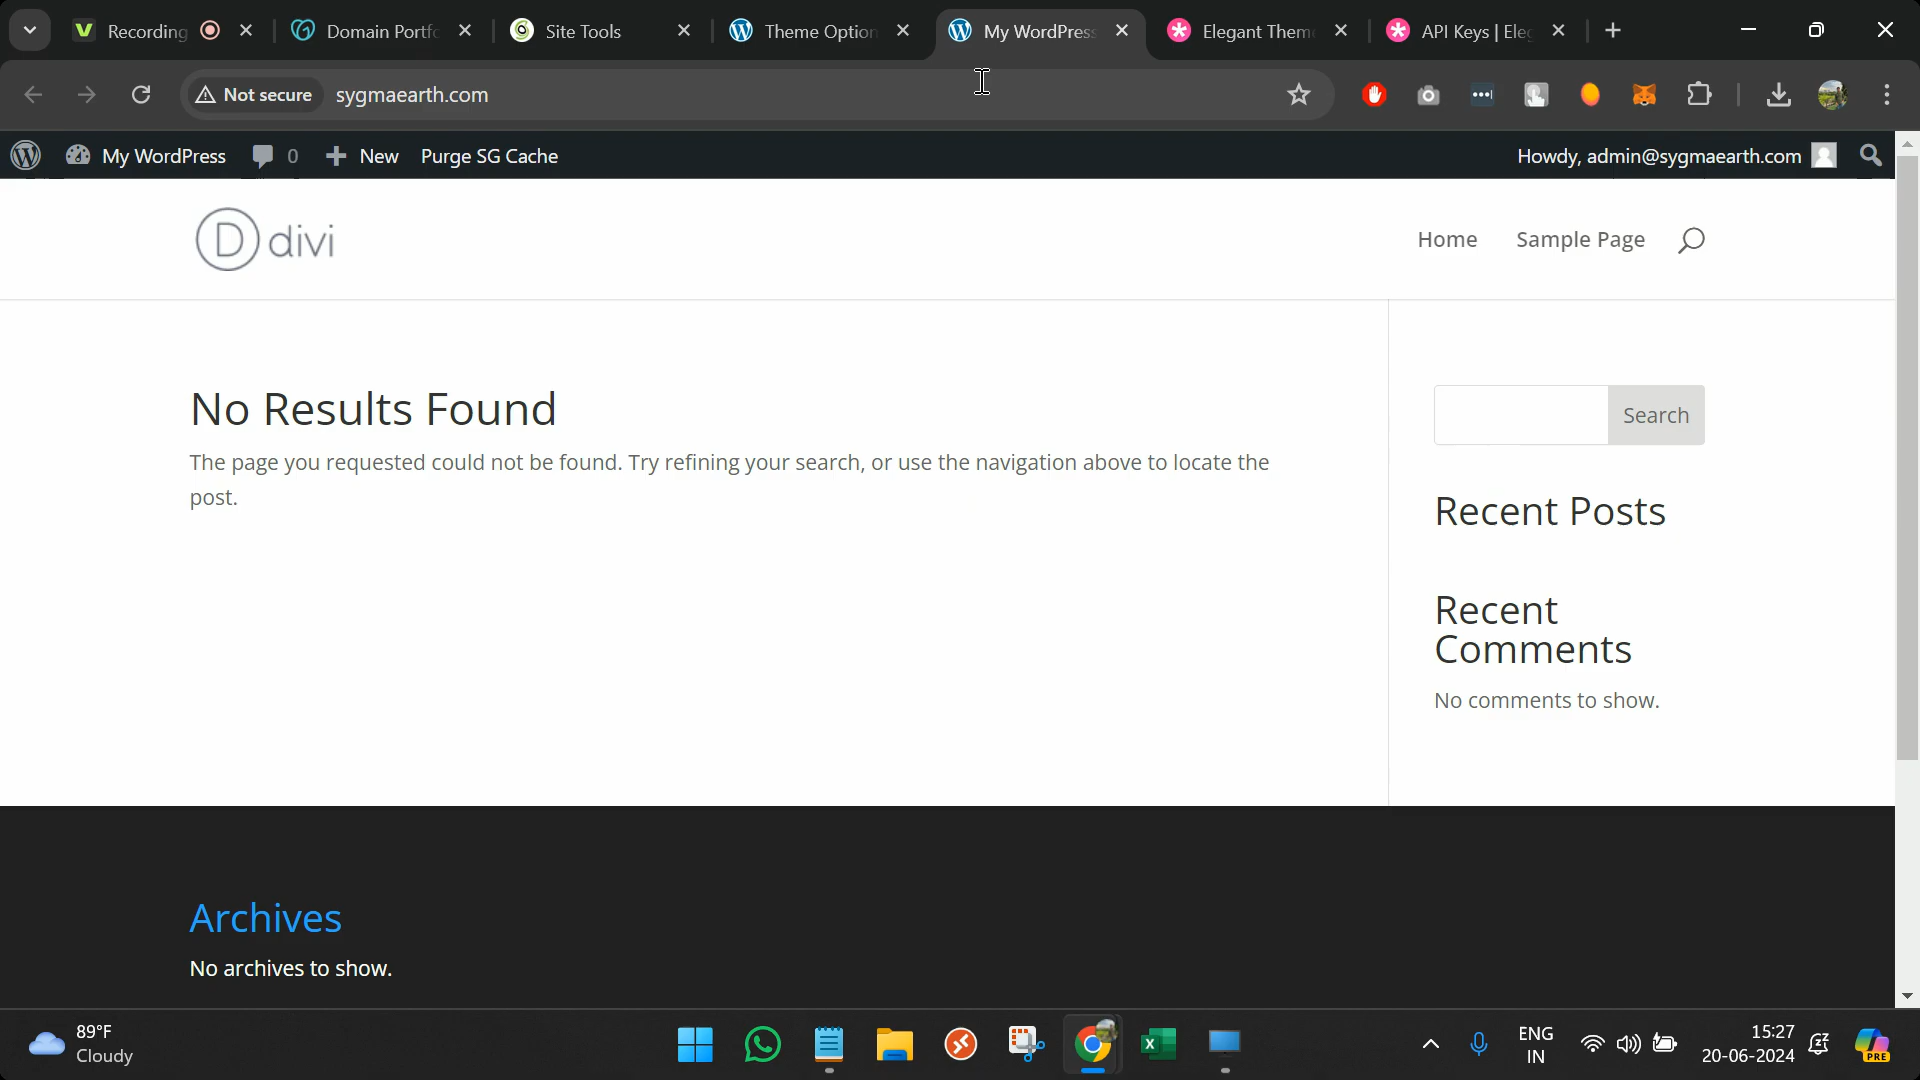 Recording
Domain Portfo
Site Tools
Theme Option
My WordPress
Elegant Them
API Keys | Ele
Not secure
sygmaearth.com
My WordPress
0
New
Purge SG Cache
Howdy, admin@sygmaearth.com
D divi
Home
Sample Page
No Results Found
The page you requested could not be found. Try refining your search, or use the navigation above to locate the
post.
Search
Recent Posts
Recent
Comments
No comments to show.
Archives
No archives to show.
89°F
Cloudy
ENG
IN
15:27
20-06-2024
PRE